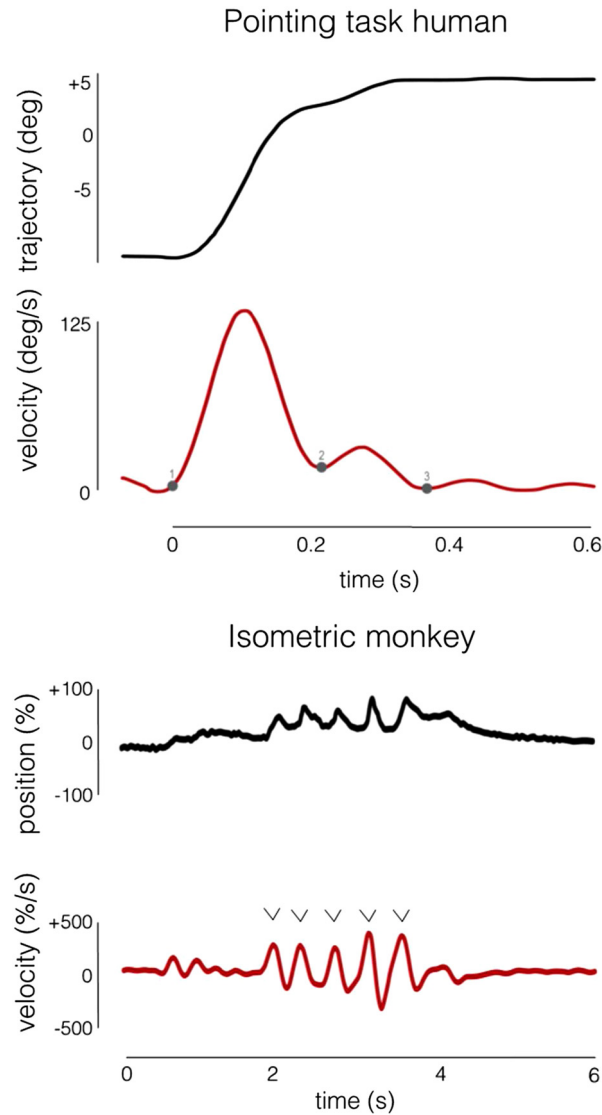 Pointing task human
trajectory (deg)
+5
0
-5
velocity (deg/s)
125
0
1
2
3
0
0.2
0.4
0.6
time (s)
Isometric monkey
position (%)
+100
0
-100
velocity (%/s)
+500
0
-500
0
2
4
6
time (s)